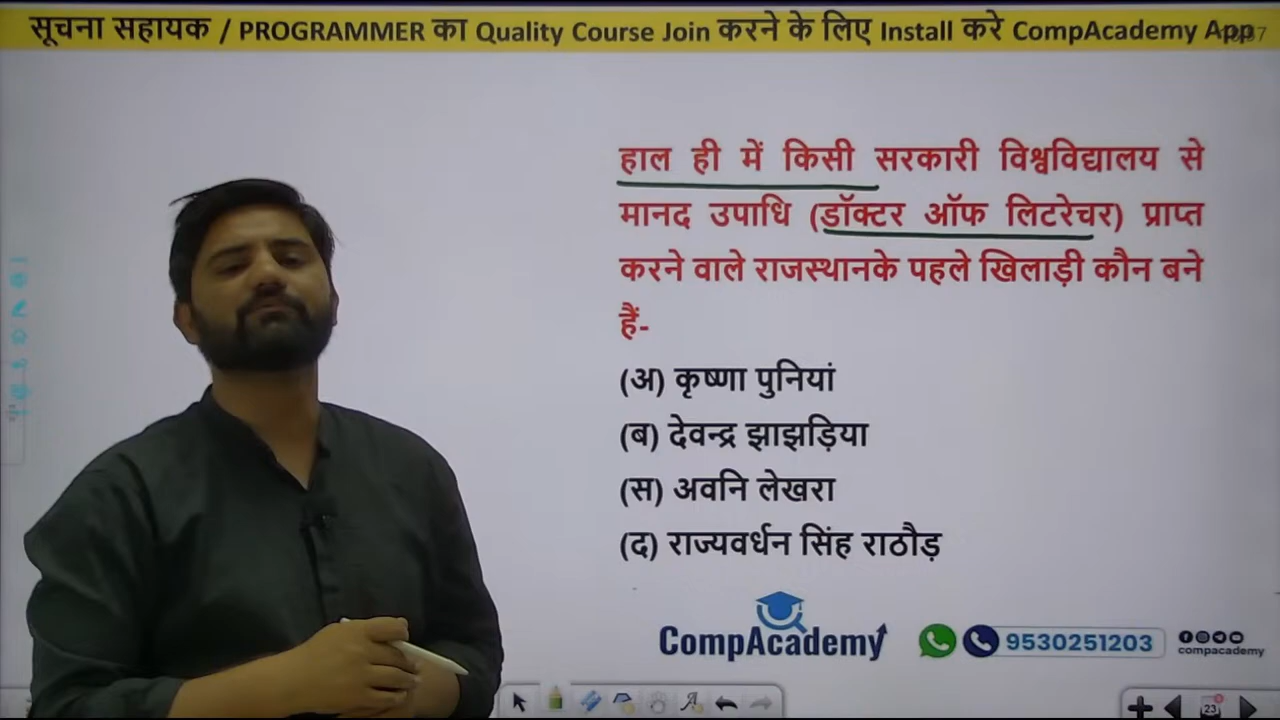 सूचना सहायक / PROGRAMMER का Quality Course Join करने के लिए Install करे CompAcademy App
हाल ही में किसी सरकारी विश्वविद्यालय से
मानद उपाधि (डॉक्टर ऑफ लिटरेचर) प्राप्त
करने वाले राजस्थानके पहले खिलाड़ी कौन बने
हैं-
(अ) कृष्णा पुनियां
(ब) देवन्द्र झाझड़िया
(स) अवनि लेखरा
(द) राज्यवर्धन सिंह राठौड़
CompAcademy
9530251203
compacademy
23